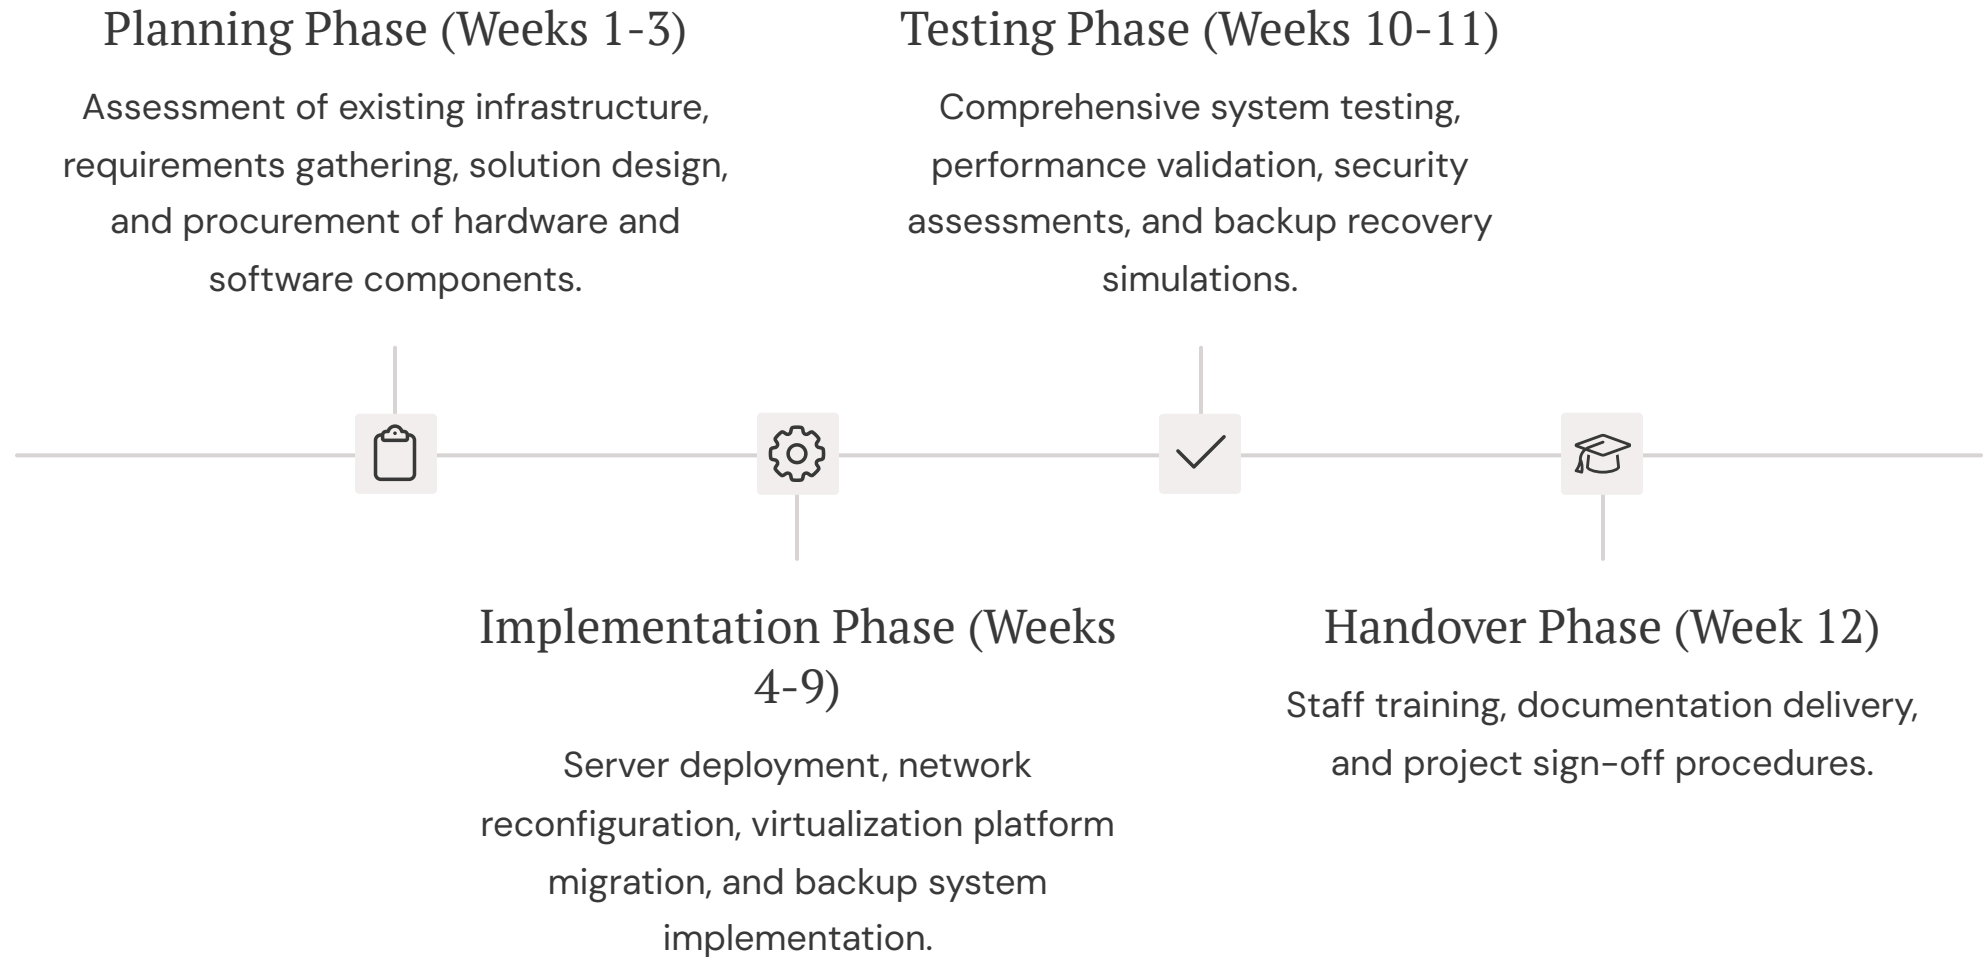 Planning Phase (Weeks 1-3)
Assessment of existing infrastructure,
requirements gathering, solution design,
and procurement of hardware and
software components.
Testing Phase (Weeks 10-11)
Comprehensive system testing,
performance validation, security
assessments, and backup recovery
simulations.
Implementation Phase (Weeks
4-9)
Server deployment, network
reconfiguration, virtualization platform
migration, and backup system
implementation.
Handover Phase (Week 12)
Staff training, documentation delivery,
and project sign-off procedures.